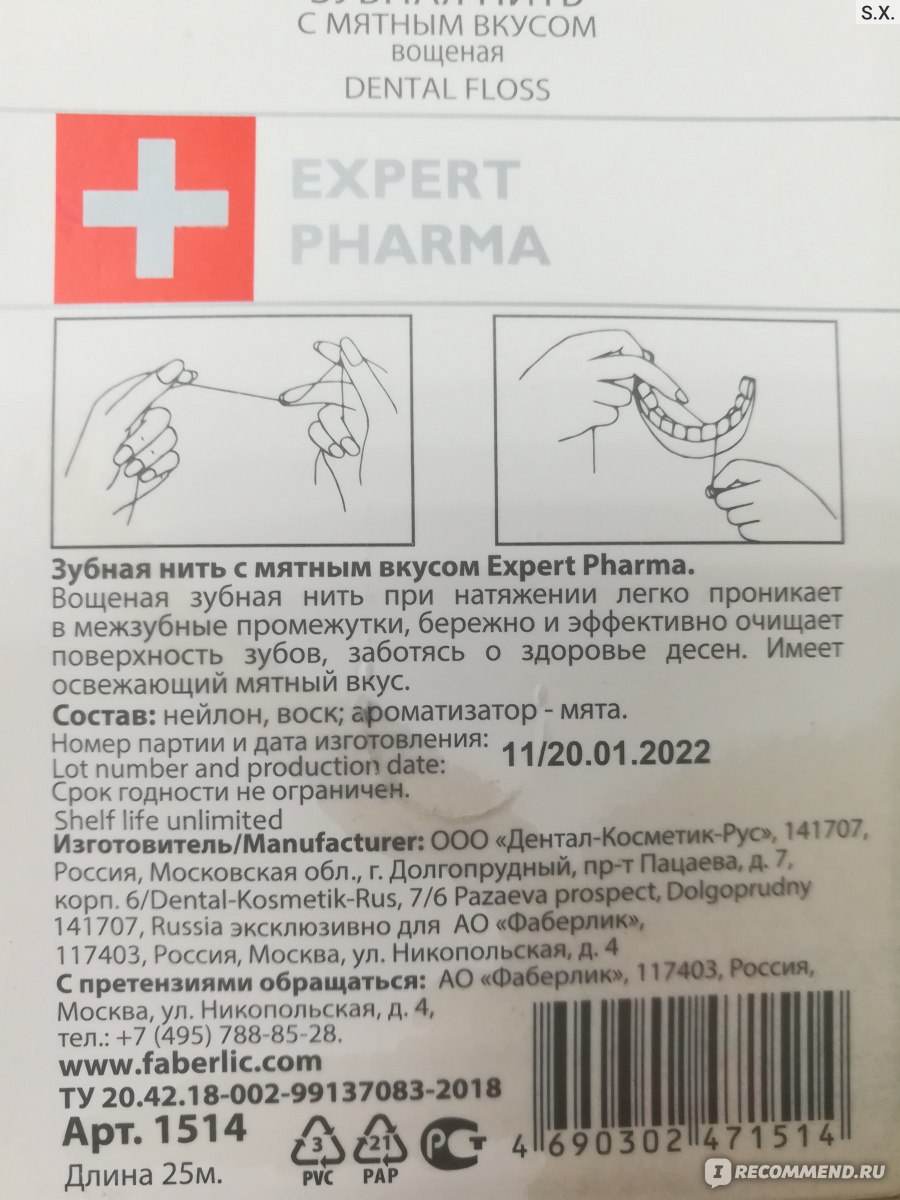 S.X.
ЗУБНАЯ НИТЬ
С МЯТНЫМ ВКУСОМ
вощеная
DENTAL FLOSS
EXPERT
PHARMA
Зубная нить с мятным вкусом Expert Pharma.
Вощеная зубная нить при натяжении легко проникает
в межзубные промежутки, бережно и эффективно очищает
поверхность зубов, заботясь о здоровье десен. Имеет
освежающий мятный вкус.
Состав: нейлон, воск; ароматизатор - мята.
Номер партии и дата изготовления:
11/20.01.2022
Lot number and production date:
Срок годности не ограничен.
Shelf life unlimited
Изготовитель/Manufacturer: ООО «Дентал-Косметик-Рус», 141707,
Россия, Московская обл., г. Долгопрудный, пр-т Пацаева, д. 7,
корп. 6/Dental-Kosmetik-Rus, 7/6 Pazaeva prospect, Dolgoprudny
141707, Russia эксклюзивно для АО «Фаберлик»,
117403, Россия, Москва, ул. Никопольская, д. 4
С претензиями обращаться: АО «Фаберлик», 117403, Россия,
Москва, ул. Никопольская, д. 4,
тел.: +7 (495) 788-85-28.
www.faberlic.com
ТУ 20.42.18-002-99137083-2018
Арт. 1514
3
PVC
21
PAP
РСТ
4 690302 471514
Длина 25м.
IRECOMMEND.RU